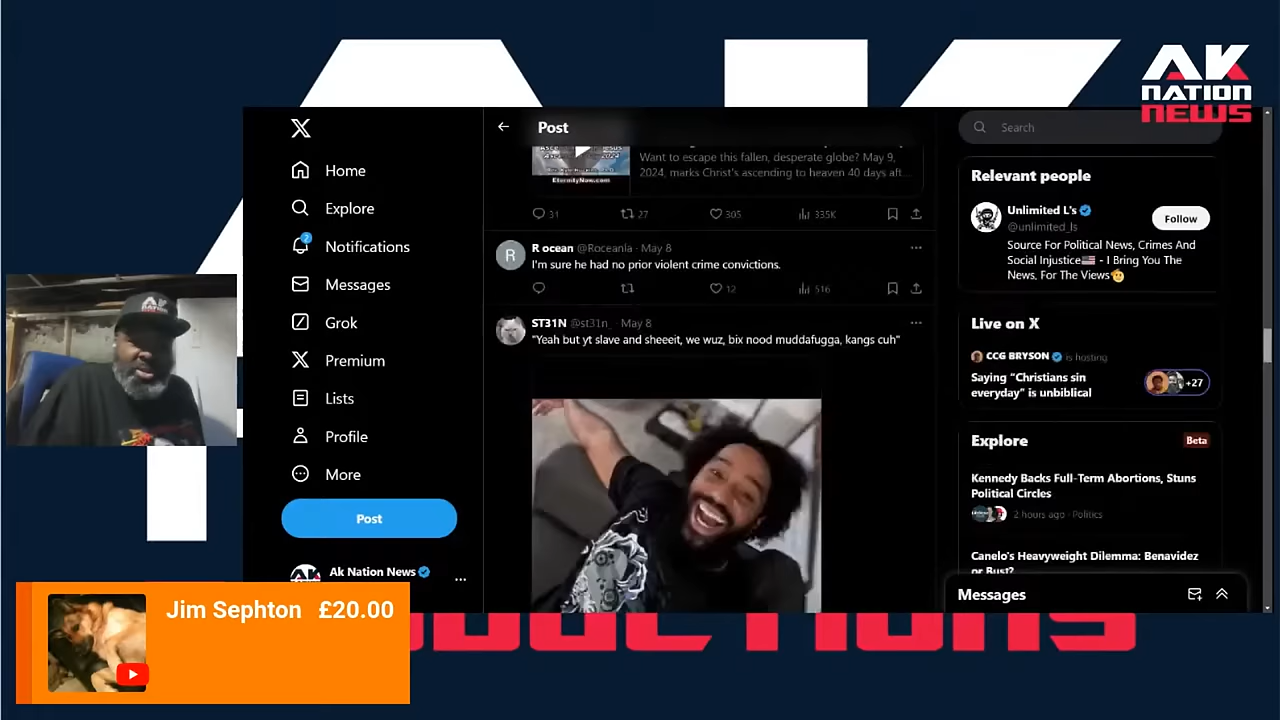 AK
NATION
NEWS
Post
Want to escape this fallen, desperate globe? May 9,
2024, marks Christ's ascending to heaven 40 days aft...
EternityNow.com
31 27 305 335K
R ocean @Roceanla · May 8
I'm sure he had no prior violent crime convictions.
12 516
ST31N @st31n_ · May 8
"Yeah but yt slave and sheeeit, we wuz, bix nood muddafugga, kangs cuh"
Home
Explore
2
Notifications
Messages
Grok
Premium
Lists
Profile
More
Post
Ak Nation News
Search
Relevant people
Unlimited L's
@unlimited_ls
Follow
Source For Political News, Crimes And
Social Injustice - I Bring You The
News, For The Views
Live on X
CCG BRYSON is hosting
Saying “Christians sin
everyday” is unbiblical
+27
Explore
Beta
Kennedy Backs Full-Term Abortions, Stuns
Political Circles
2 hours ago · Politics
Canelo's Heavyweight Dilemma: Benavidez
or Bust?
Messages
AK
NATION
Jim Sephton £20.00